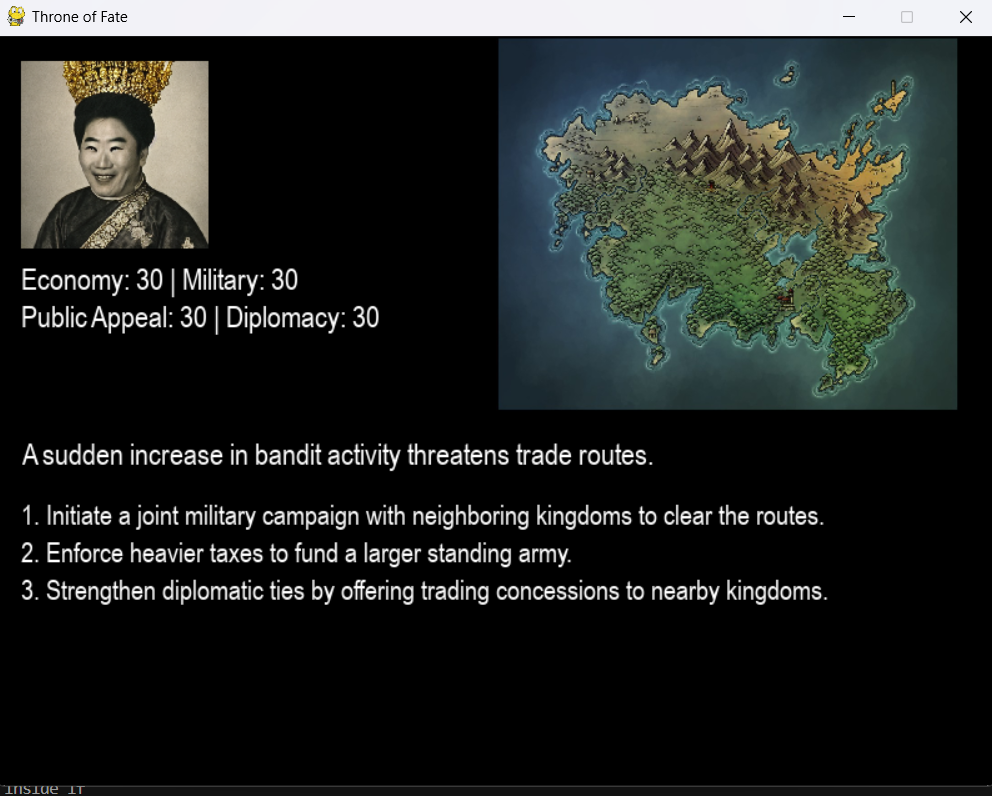 Throne of Fate
Economy: 30 | Military: 30
Public Appeal: 30 | Diplomacy: 30
A sudden increase in bandit activity threatens trade routes.
1. Initiate a joint military campaign with neighboring kingdoms to clear the routes.
2. Enforce heavier taxes to fund a larger standing army.
3. Strengthen diplomatic ties by offering trading concessions to nearby kingdoms.
inside if